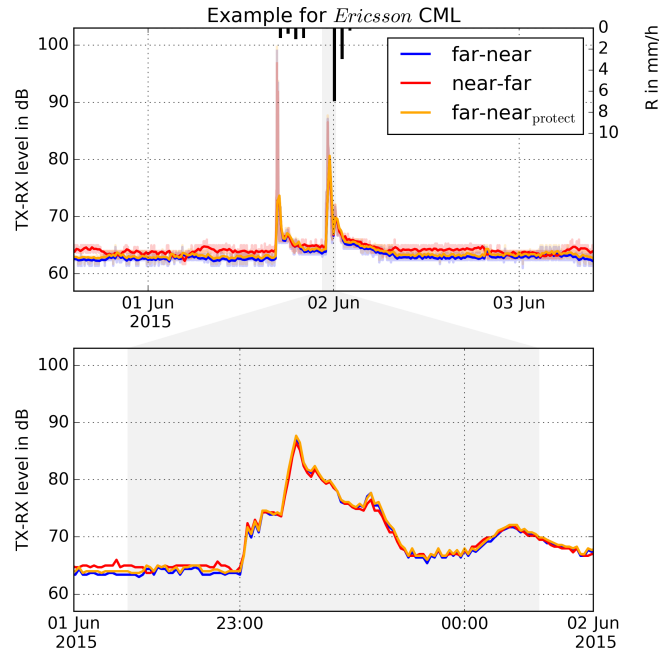 Example for Ericsson CML
100
90
80
70
60
TX-RX level in dB
0
2
4
6
8
10
R in mm/h
far-near
near-far
far-near protect
01 Jun
2015
02 Jun
03 Jun
100
90
80
70
60
TX-RX level in dB
01 Jun
2015
23:00
00:00
02 Jun
2015